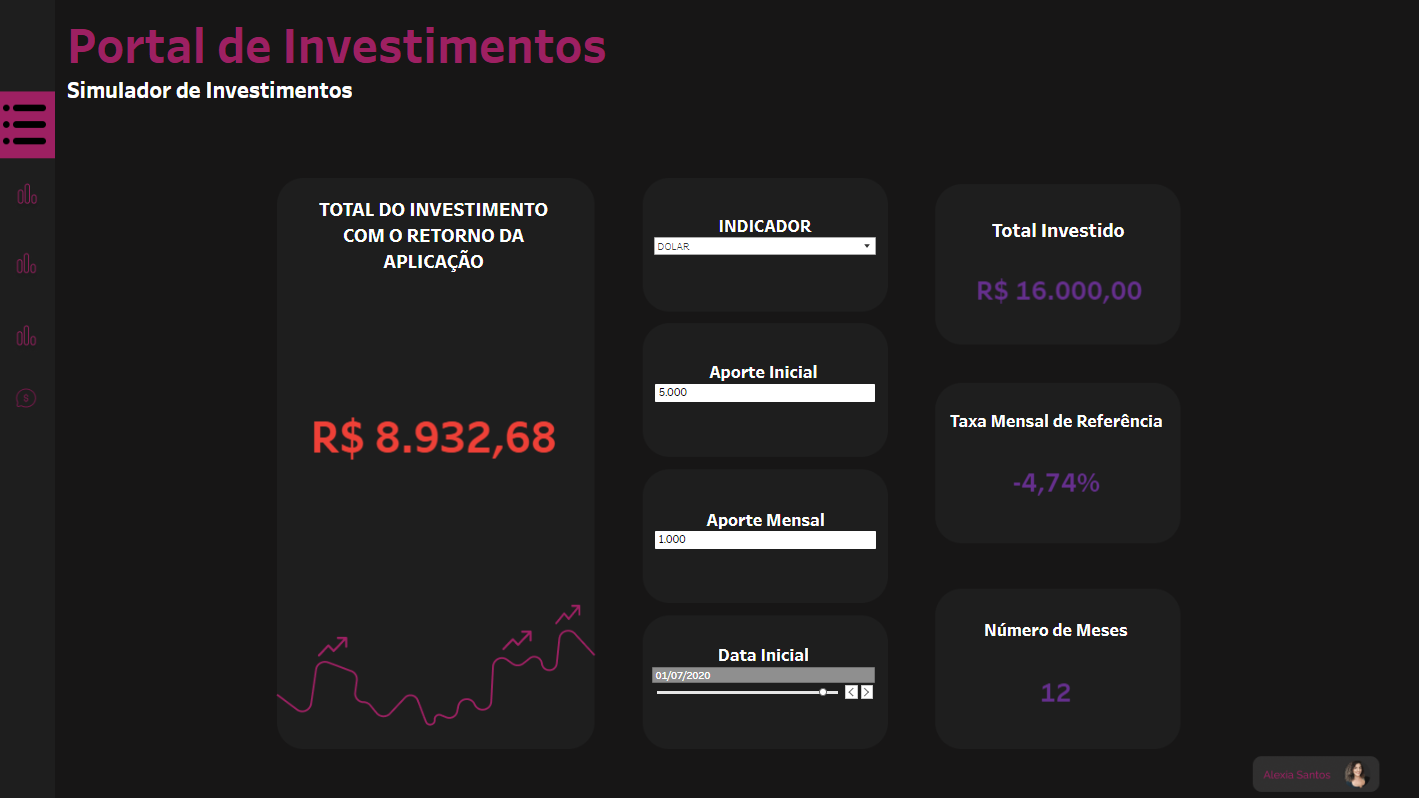 Portal de Investimentos
Simulador de Investimentos
TOTAL DO INVESTIMENTO
COM O RETORNO DA
APLICAÇÃO
R$ 8.932,68
INDICADOR
DOLAR
Aporte Inicial
5.000
Aporte Mensal
1.000
Data Inicial
01/07/2020
Total Investido
R$ 16.000,00
Taxa Mensal de Referência
-4,74%
Número de Meses
12
Alexia Santos